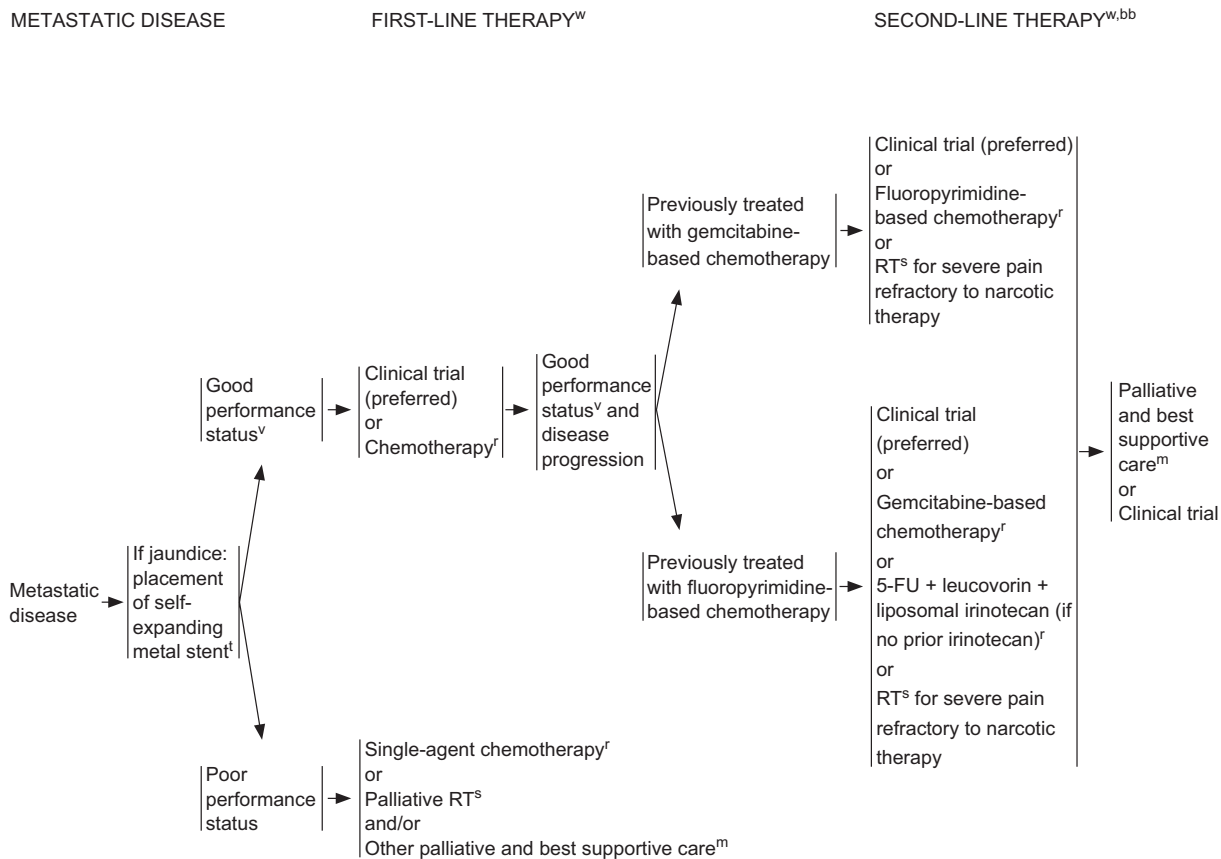 METASTATIC DISEASE
FIRST-LINE THERAPYʷ
SECOND-LINE THERAPYʷ,ᵇᵇ
Metastatic
disease
If jaundice:
placement
of self-
expanding
metal stentᵗ
Good
performance
statusᵛ
Clinical trial
(preferred)
or
Chemotherapyʳ
Good
performance
statusᵛ and
disease
progression
Previously treated
with gemcitabine-
based chemotherapy
Clinical trial (preferred)
or
Fluoropyrimidine-
based chemotherapyʳ
or
RTˢ for severe pain
refractory to narcotic
therapy
Previously treated
with fluoropyrimidine-
based chemotherapy
Clinical trial
(preferred)
or
Gemcitabine-based
chemotherapyʳ
or
5-FU + leucovorin +
liposomal irinotecan (if
no prior irinotecan)ʳ
or
RTˢ for severe pain
refractory to narcotic
therapy
Palliative
and best
supportive
careᵐ
or
Clinical trial
Poor
performance
status
Single-agent chemotherapyʳ
or
Palliative RTˢ
and/or
Other palliative and best supportive careᵐ